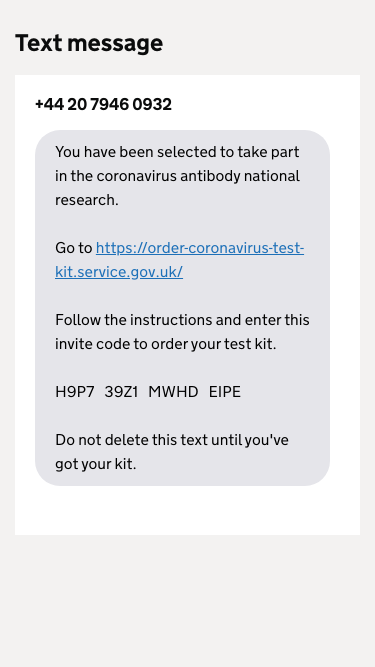 Text message
+44 20 7946 0932
You have been selected to take part
in the coronavirus antibody national
research.
Go to https://order-coronavirus-test-
kit.service.gov.uk/
Follow the instructions and enter this
invite code to order your test kit.
H9P7 39Z1 MWHD EIPE
Do not delete this text until you've
got your kit.